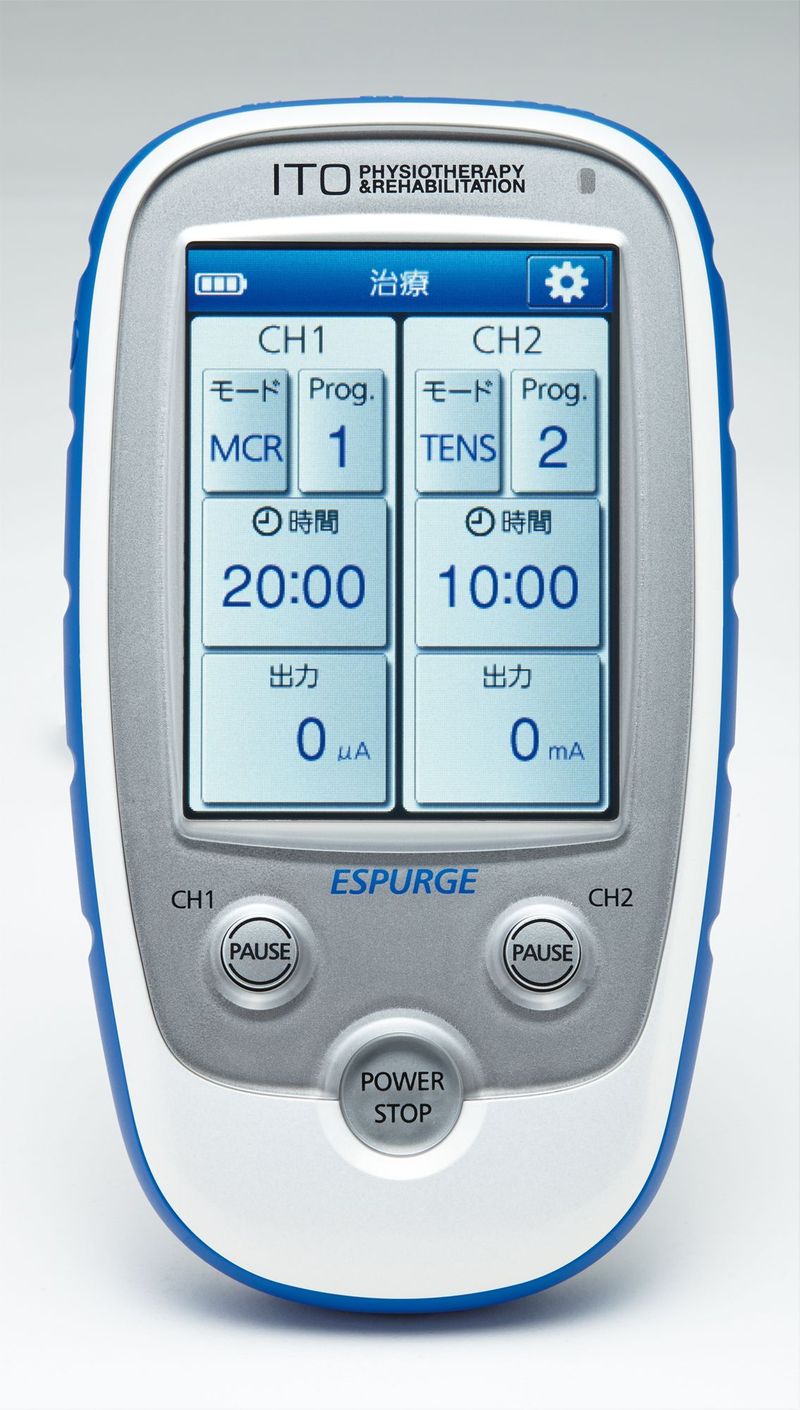 ITO PHYSIOTHERAPY
&REHABILITATION
治療
CH1
モード Prog.
MCR 1
時間
20:00
出力
0 μA
CH2
モード Prog.
TENS 2
時間
10:00
出力
0 mA
ESPURGE
CH1
PAUSE
CH2
PAUSE
POWER
STOP